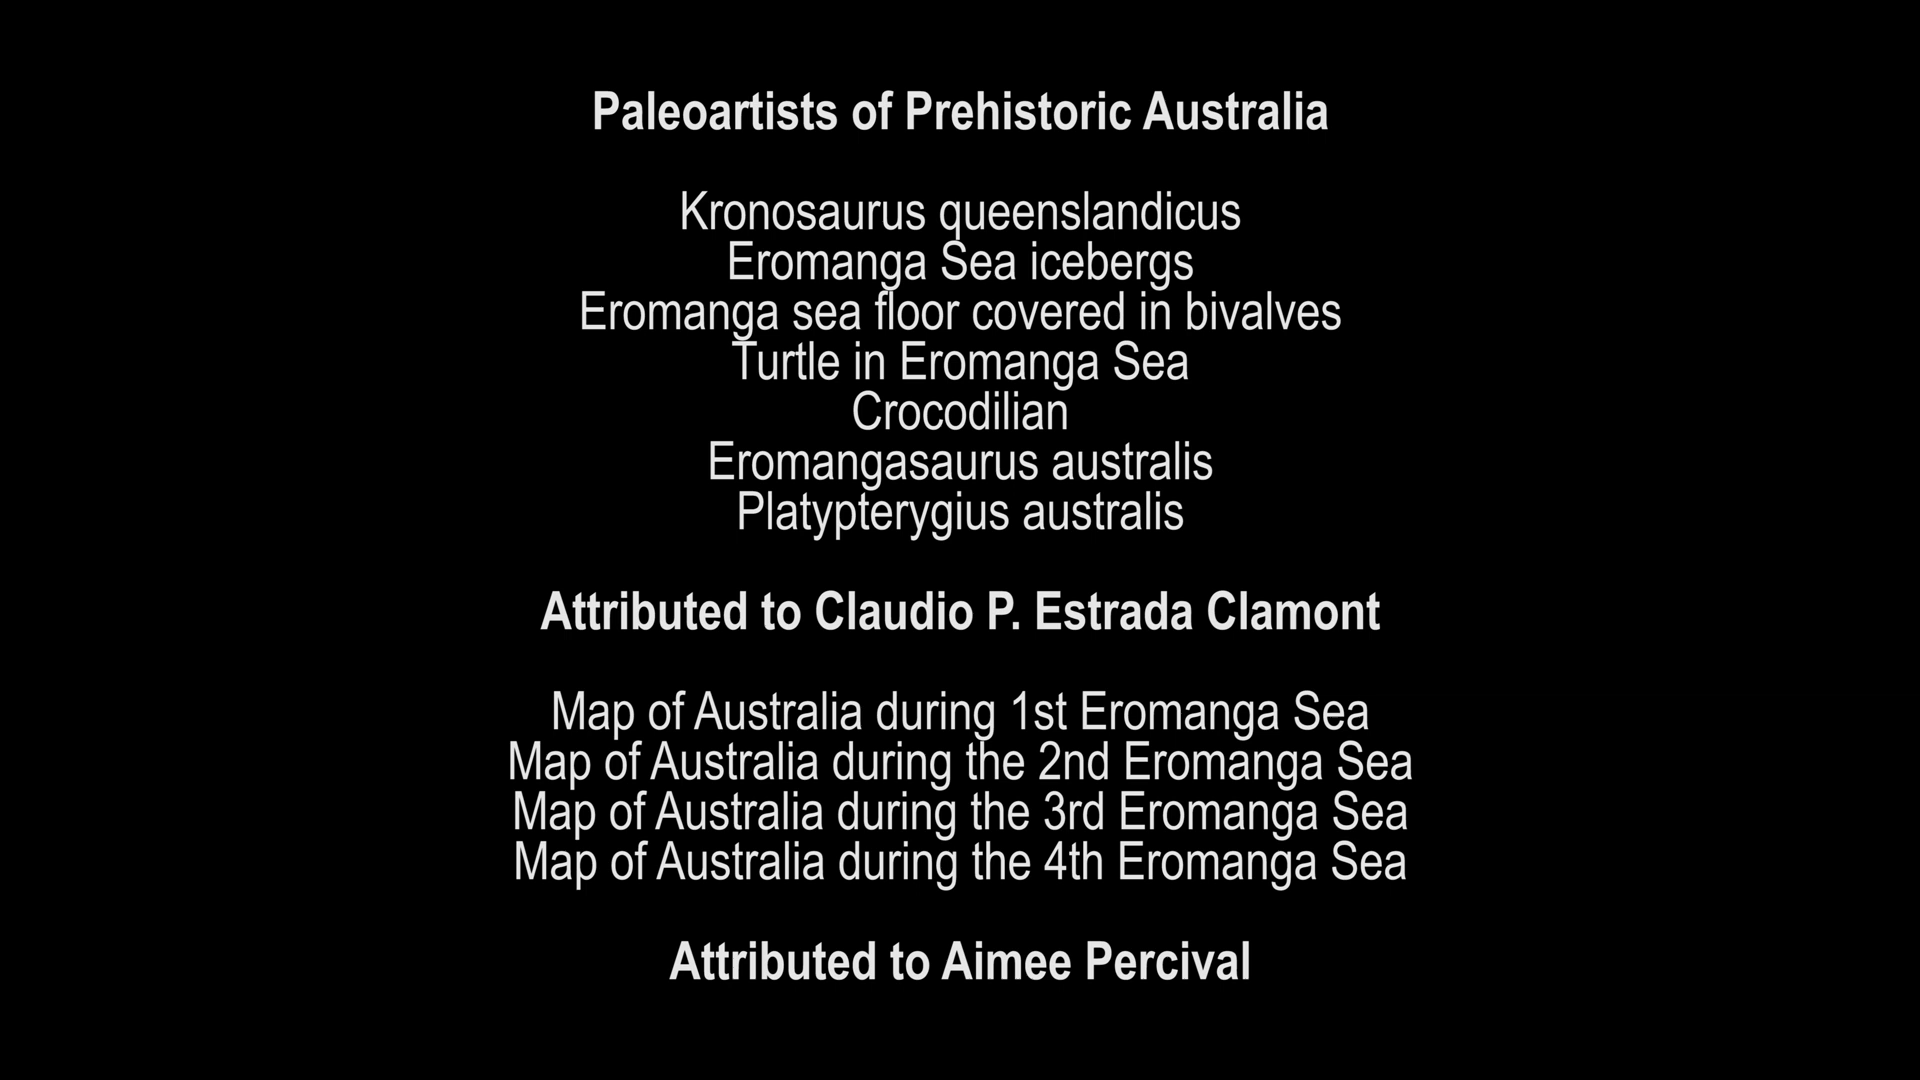 Paleoartists of Prehistoric Australia
Kronosaurus queenslandicus
Eromanga Sea icebergs
Eromanga sea floor covered in bivalves
Turtle in Eromanga Sea
Crocodilian
Eromangasaurus australis
Platypterygius australis
Attributed to Claudio P. Estrada Clamont
Map of Australia during 1st Eromanga Sea
Map of Australia during the 2nd Eromanga Sea
Map of Australia during the 3rd Eromanga Sea
Map of Australia during the 4th Eromanga Sea
Attributed to Aimee Percival